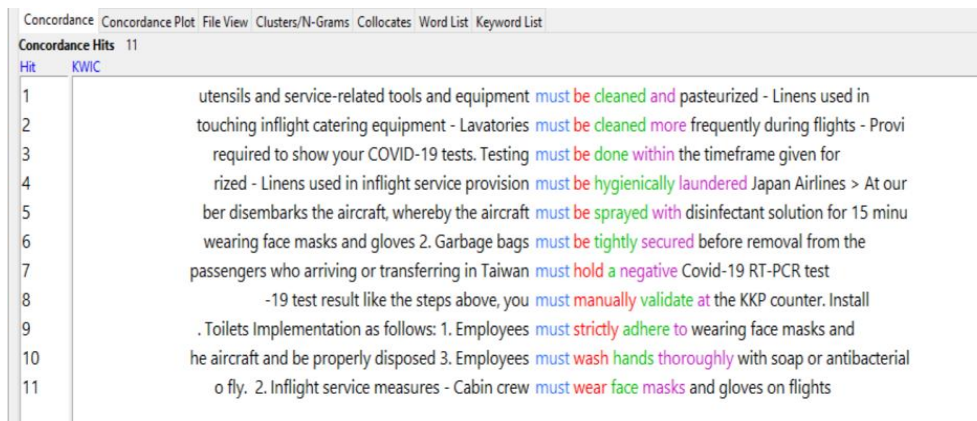 Concordance Concordance Plot File View Clusters/N-Grams Collocates Word List Keyword List
Concordance Hits 11
Hit KWIC
1 utensils and service-related tools and equipment must be cleaned and pasteurized - Linens used in
2 touching inflight catering equipment - Lavatories must be cleaned more frequently during flights - Provi
3 required to show your COVID-19 tests. Testing must be done within the timeframe given for
4 rized - Linens used in inflight service provision must be hygienically laundered Japan Airlines > At our
5 ber disembarks the aircraft, whereby the aircraft must be sprayed with disinfectant solution for 15 minu
6 wearing face masks and gloves 2. Garbage bags must be tightly secured before removal from the
7 passengers who arriving or transferring in Taiwan must hold a negative Covid-19 RT-PCR test
8 -19 test result like the steps above, you must manually validate at the KKP counter. Install
9 . Toilets Implementation as follows: 1. Employees must strictly adhere to wearing face masks and
10 he aircraft and be properly disposed 3. Employees must wash hands thoroughly with soap or antibacterial
11 o fly. 2. Inflight service measures - Cabin crew must wear face masks and gloves on flights